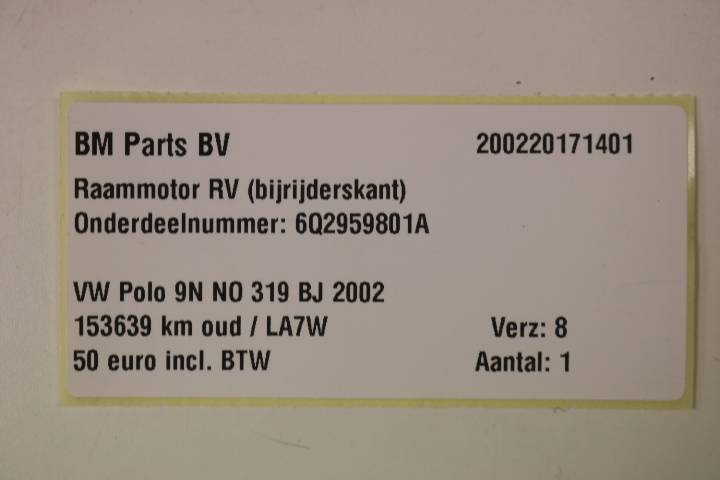 BM Parts BV 200220171401
Raammotor RV (bijrijderskant)
Onderdeelnummer: 6Q2959801A
VW Polo 9N NO 319 BJ 2002
153639 km oud / LA7W Verz: 8
50 euro incl. BTW Aantal: 1